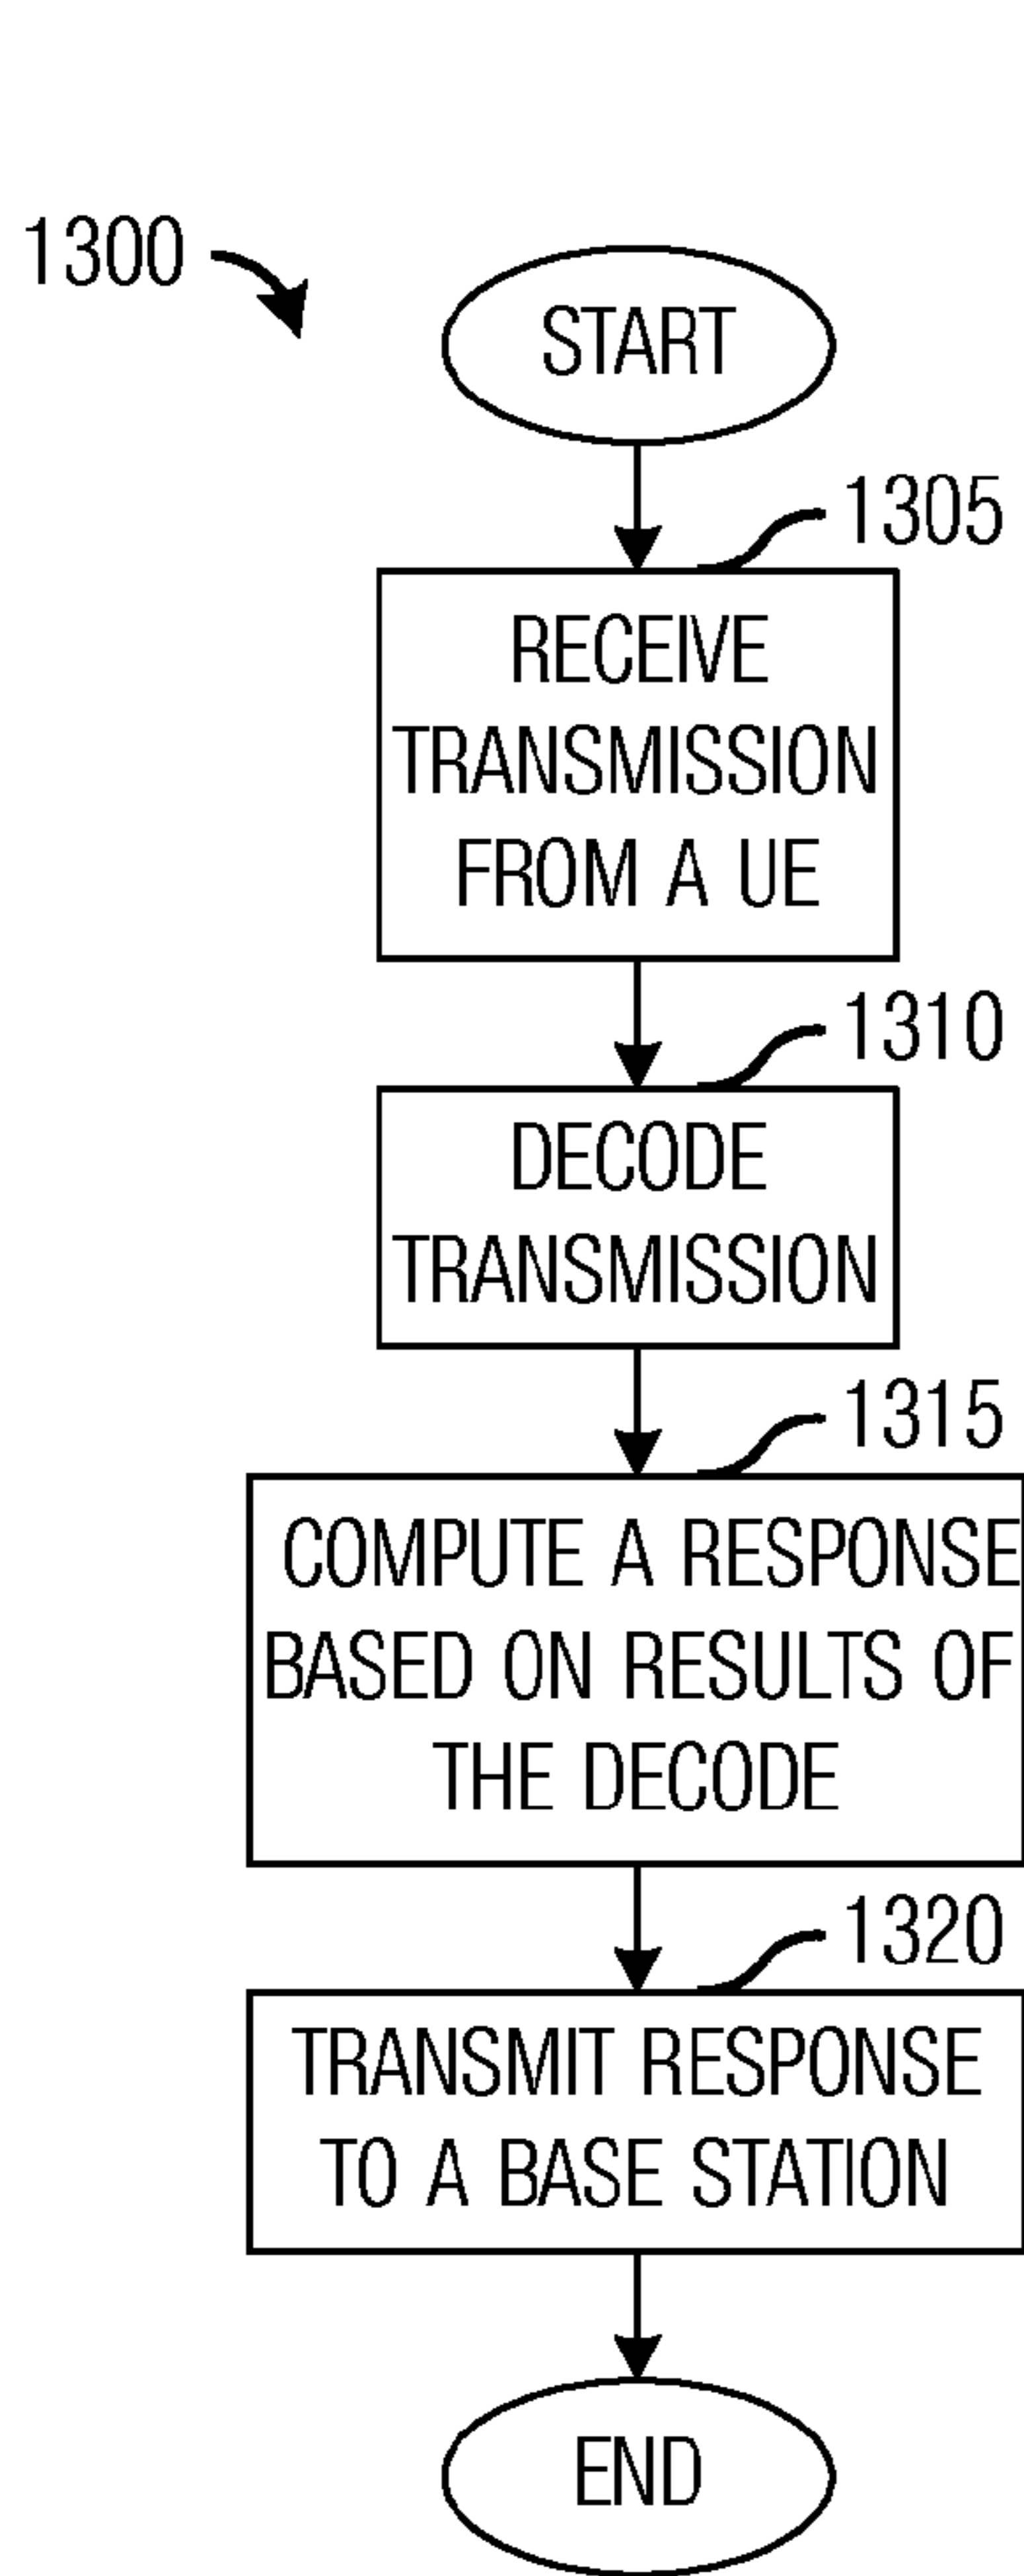 1300
START
1305
RECEIVE
TRANSMISSION
FROM A UE
1310
DECODE
TRANSMISSION
1315
COMPUTE A RESPONSE
BASED ON RESULTS OF
THE DECODE
1320
TRANSMIT RESPONSE
TO A BASE STATION
END